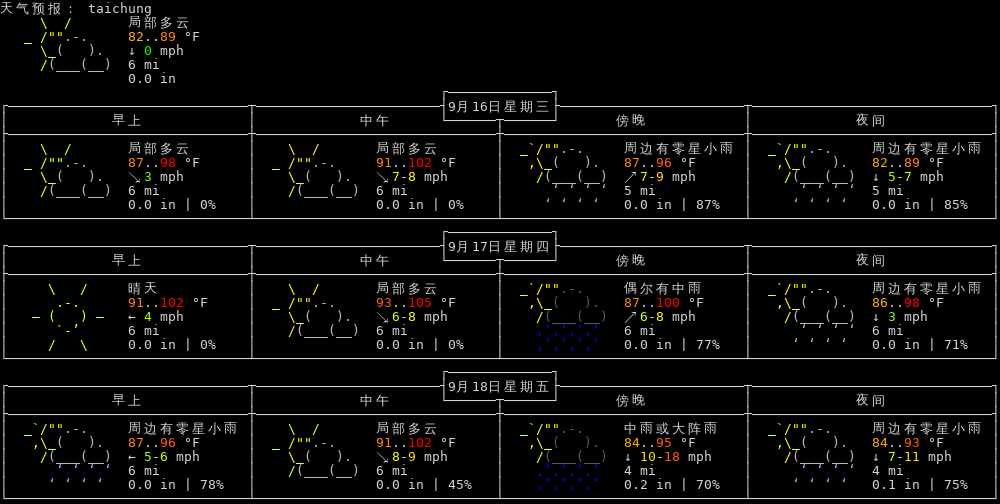 天气预报： taichung
局部多云
82..89 °F
↓ 0 mph
6 mi
0.0 in
9月16日星期三
早上 中午 傍晚 夜间
局部多云 局部多云 周边有零星小雨 周边有零星小雨
87..98 °F 91..102 °F 87..96 °F 82..89 °F
↘ 3 mph ↘ 7-8 mph ↗ 7-9 mph ↓ 5-7 mph
6 mi 6 mi 5 mi 5 mi
0.0 in | 0% 0.0 in | 0% 0.0 in | 87% 0.0 in | 85%
9月17日星期四
早上 中午 傍晚 夜间
晴天 局部多云 偶尔有中雨 周边有零星小雨
91..102 °F 93..105 °F 87..100 °F 86..98 °F
← 4 mph ↘ 6-8 mph ↗ 6-8 mph ↓ 3 mph
6 mi 6 mi 6 mi 6 mi
0.0 in | 0% 0.0 in | 0% 0.0 in | 77% 0.0 in | 71%
9月18日星期五
早上 中午 傍晚 夜间
周边有零星小雨 局部多云 中雨或大阵雨 周边有零星小雨
87..96 °F 91..102 °F 84..95 °F 84..93 °F
← 5-6 mph ↘ 8-9 mph ↓ 10-18 mph ↓ 7-11 mph
6 mi 6 mi 4 mi 4 mi
0.0 in | 78% 0.0 in | 45% 0.2 in | 70% 0.1 in | 75%